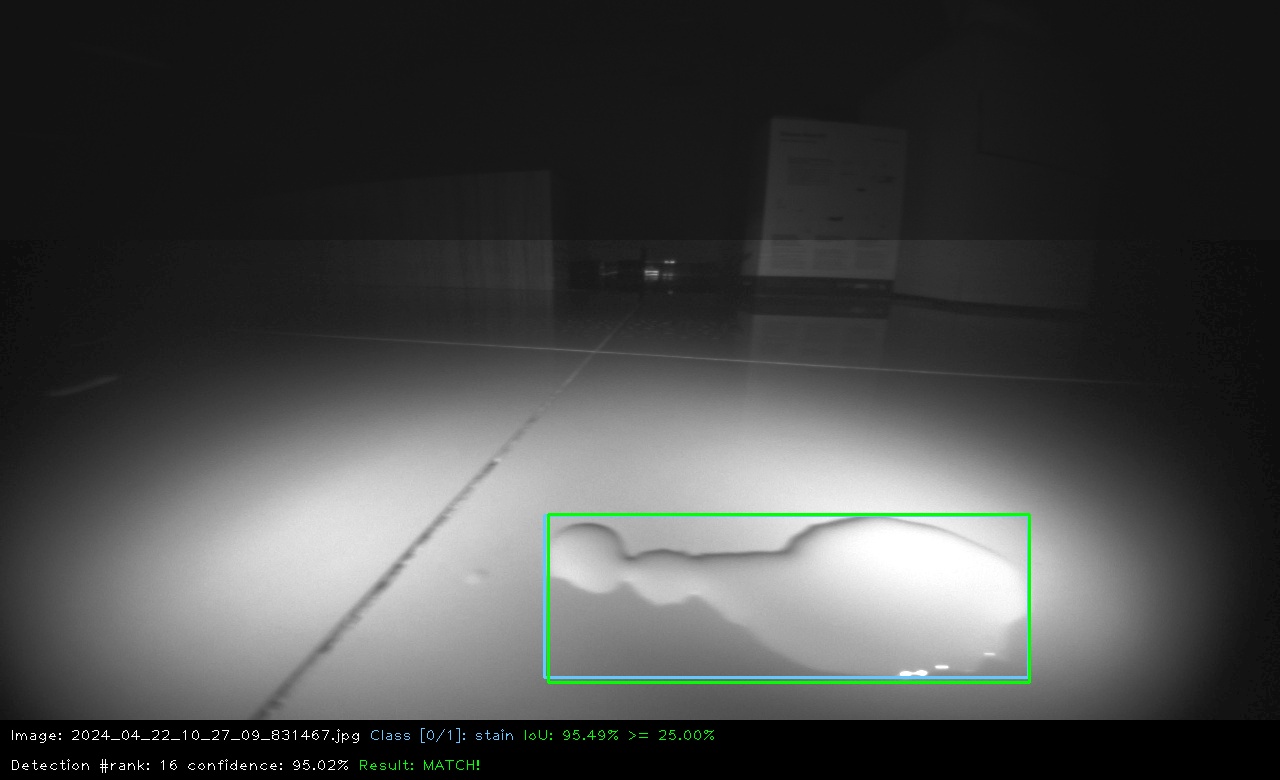 Image: 2024_04_22_10_27_09_831467.jpg Class [0/1]: stain IoU: 95.49% >= 25.00%
Detection #rank: 16 confidence: 95.02% Result: MATCH!